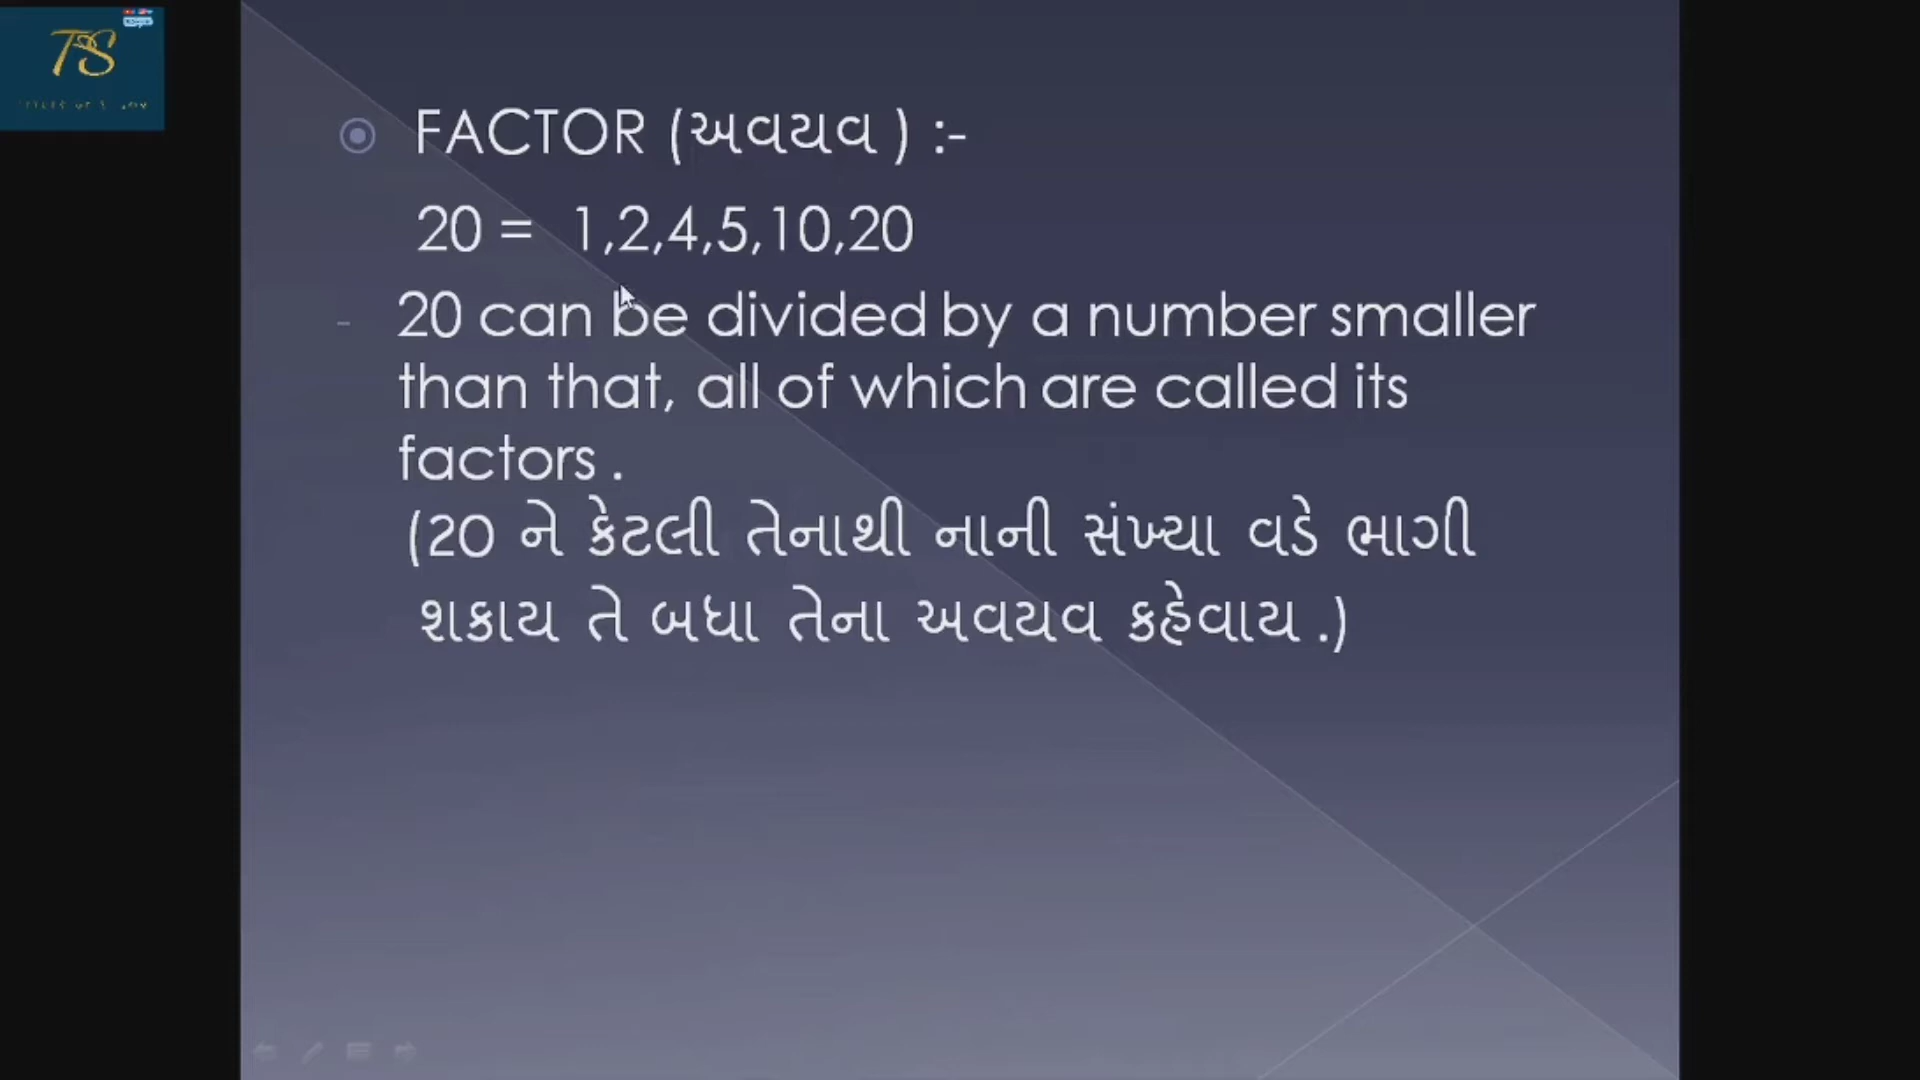 TS
FACTOR (અવયવ ) :-
20 = 1,2,4,5,10,20
- 20 can be divided by a number smaller
than that, all of which are called its
factors .
(20 ને કેટલી તેનાથી નાની સંખ્યા વડે ભાગી
શકાય તે બધા તેના અવયવ કહેવાય .)